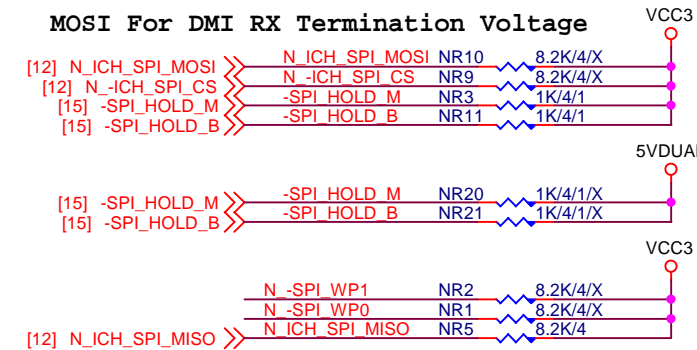 MOSI For DMI RX Termination Voltage
VCC3
[12] N_ICH_SPI_MOSI N_ICH_SPI_MOSI NR10 8.2K/4/X
[12] N_-ICH_SPI_CS N_-ICH_SPI_CS NR9 8.2K/4/X
[15] -SPI_HOLD_M -SPI_HOLD_M NR3 1K/4/1
[15] -SPI_HOLD_B -SPI_HOLD_B NR11 1K/4/1
5VDUAL
[15] -SPI_HOLD_M -SPI_HOLD_M NR20 1K/4/1/X
[15] -SPI_HOLD_B -SPI_HOLD_B NR21 1K/4/1/X
VCC3
N_-SPI_WP1 NR2 8.2K/4/X
N_-SPI_WP0 NR1 8.2K/4/X
[12] N_ICH_SPI_MISO N_ICH_SPI_MISO NR5 8.2K/4